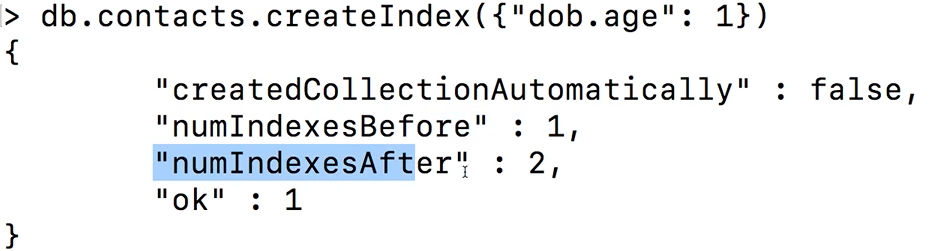 > db.contacts.createIndex({"dob.age": 1})
{
"createdCollectionAutomatically" : false,
"numIndexesBefore" : 1,
"numIndexesAfter" : 2,
"ok" : 1
}